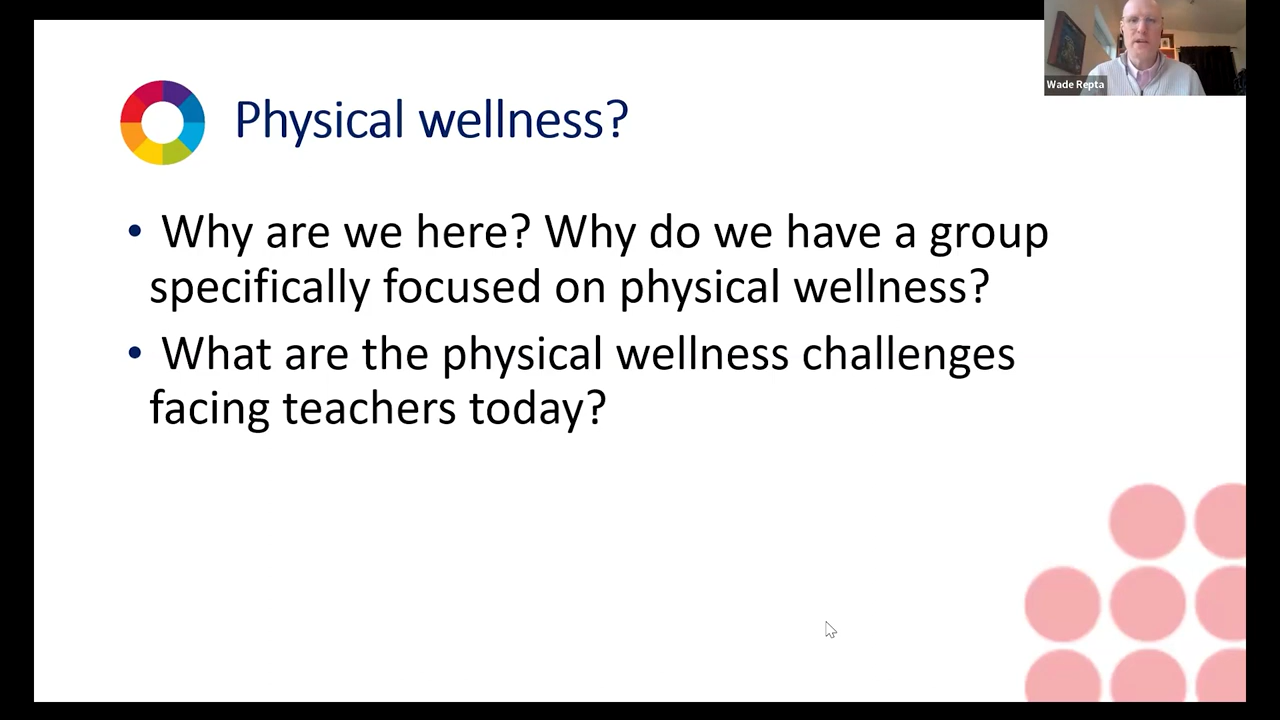 Wade Repta
Physical wellness?
• Why are we here? Why do we have a group
specifically focused on physical wellness?
• What are the physical wellness challenges
facing teachers today?